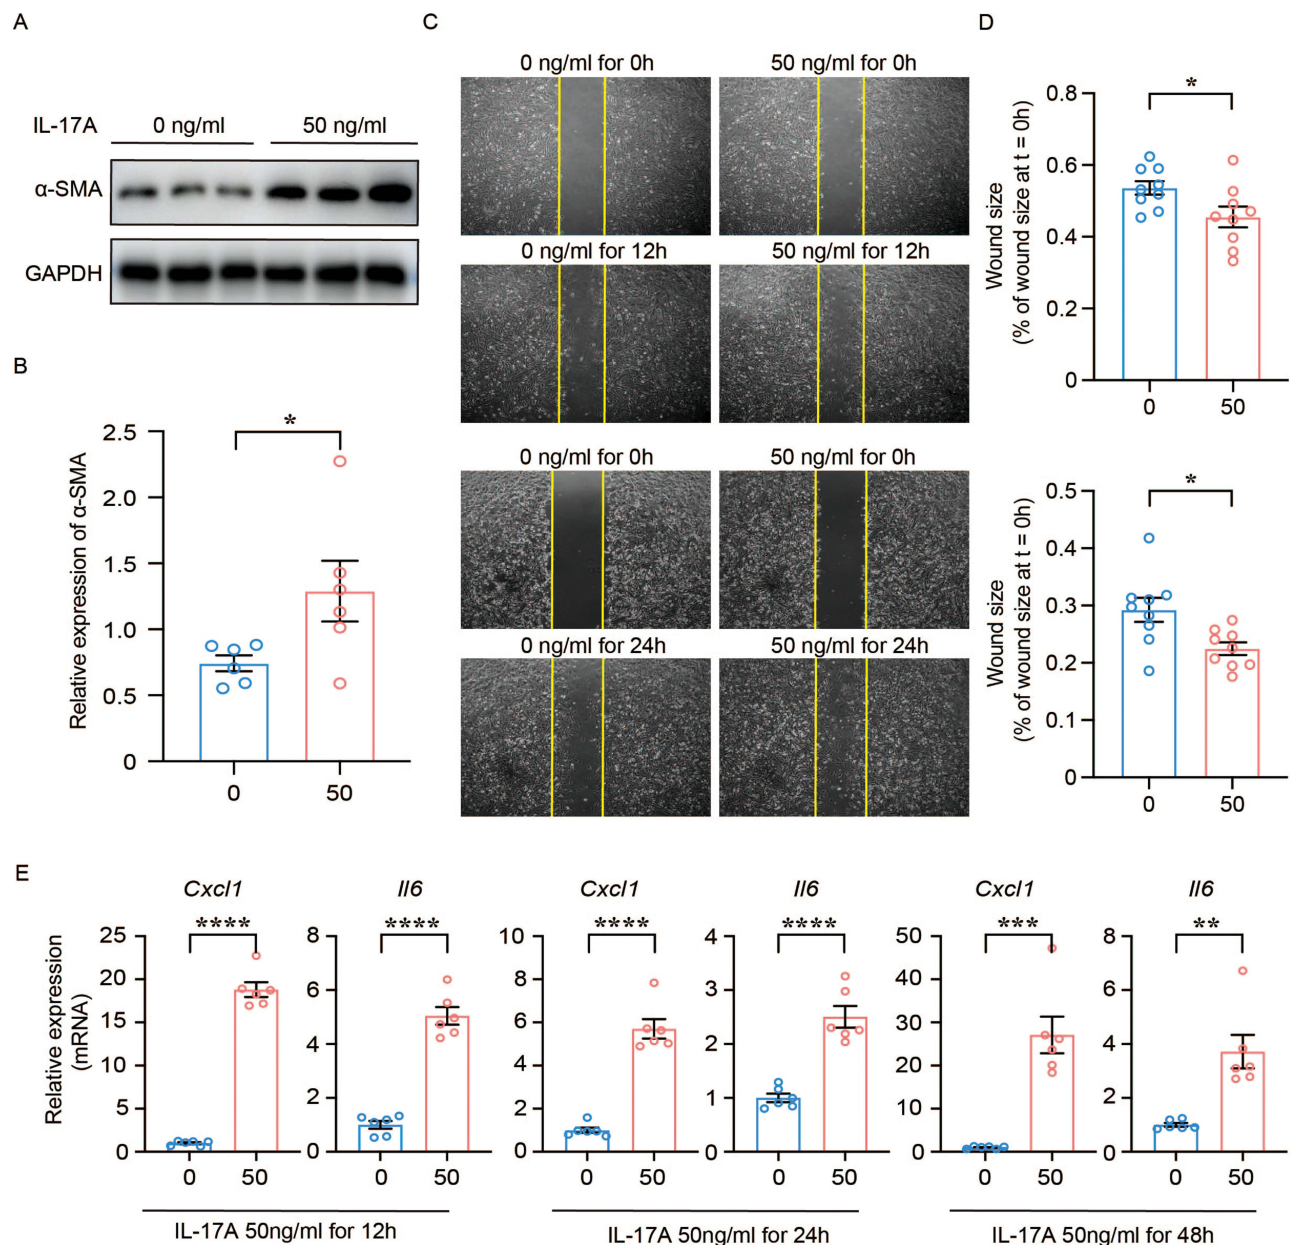 A
IL-17A
0 ng/ml
50 ng/ml
α-SMA
GAPDH
B
Relative expression of α-SMA
2.5
2.0
1.5
1.0
0.5
0
*
0
50
C
0 ng/ml for 0h
50 ng/ml for 0h
0 ng/ml for 12h
50 ng/ml for 12h
0 ng/ml for 0h
50 ng/ml for 0h
0 ng/ml for 24h
50 ng/ml for 24h
D
Wound size
(% of wound size at t = 0h)
0.8
0.6
0.4
0.2
0
*
0
50
Wound size
(% of wound size at t = 0h)
0.5
0.4
0.3
0.2
0.1
0
*
0
50
E
Relative expression
(mRNA)
Cxcl1
****
25
20
15
10
5
0
0
50
Il6
****
8
6
4
2
0
0
50
IL-17A 50ng/ml for 12h
Cxcl1
****
10
8
6
4
2
0
0
50
Il6
****
4
3
2
1
0
0
50
IL-17A 50ng/ml for 24h
Cxcl1
***
50
40
30
20
10
0
0
50
Il6
**
8
6
4
2
0
0
50
IL-17A 50ng/ml for 48h